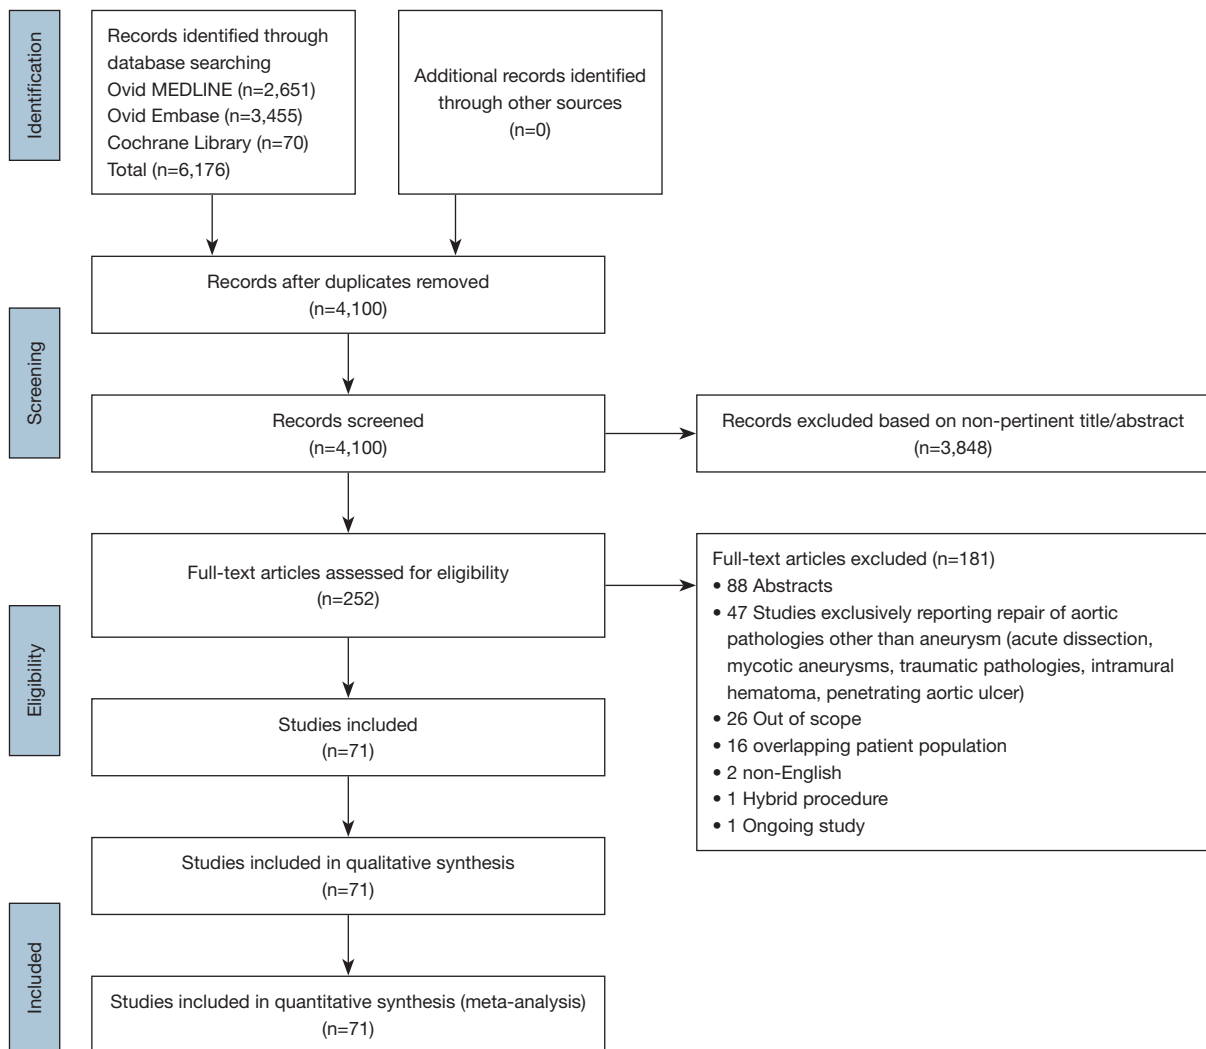 Identification
Records identified through
database searching
Ovid MEDLINE (n=2,651)
Ovid Embase (n=3,455)
Cochrane Library (n=70)
Total (n=6,176)
Additional records identified
through other sources
(n=0)
Records after duplicates removed
(n=4,100)
Screening
Records screened
(n=4,100)
Records excluded based on non-pertinent title/abstract
(n=3,848)
Full-text articles assessed for eligibility
(n=252)
Full-text articles excluded (n=181)
• 88 Abstracts
• 47 Studies exclusively reporting repair of aortic
pathologies other than aneurysm (acute dissection,
mycotic aneurysms, traumatic pathologies, intramural
hematoma, penetrating aortic ulcer)
• 26 Out of scope
• 16 overlapping patient population
• 2 non-English
• 1 Hybrid procedure
• 1 Ongoing study
Eligibility
Studies included
(n=71)
Studies included in qualitative synthesis
(n=71)
Included
Studies included in quantitative synthesis (meta-analysis)
(n=71)